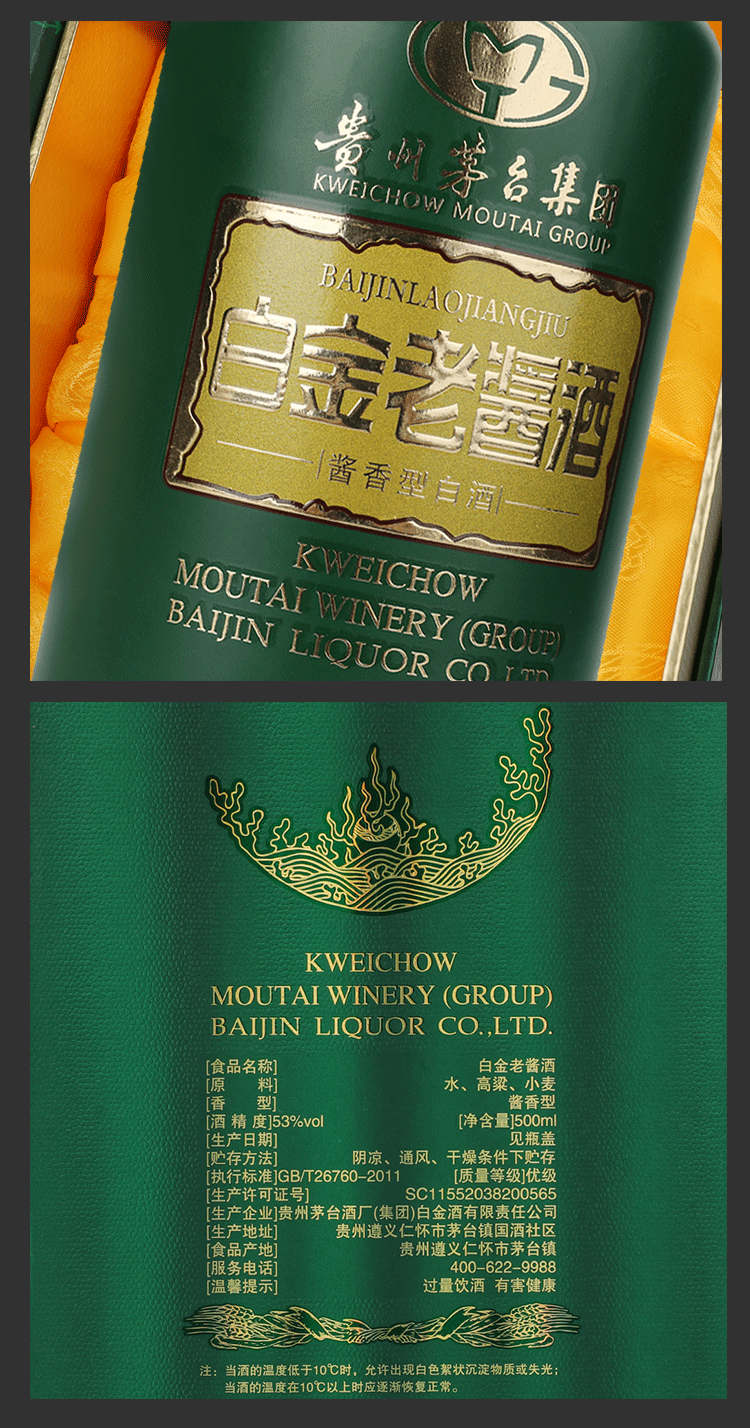 貴州茅台集团
KWEICHOW MOUTAI GROUP
BAIJINLAOJIANGJIU
白金老醬酒
酱香型白酒
KWEICHOW
MOUTAI WINERY (GROUP)
BAIJIN LIQUOR CO.,LTD
KWEICHOW
MOUTAI WINERY (GROUP)
BAIJIN LIQUOR CO.,LTD.
[食品名称] 白金老酱酒
[原 料] 水、高粱、小麦
[香 型] 酱香型
[酒 精 度]53%vol [净含量]500ml
[生产日期] 见瓶盖
[贮存方法] 阴凉、通风、干燥条件下贮存
[执行标准]GB/T26760-2011 [质量等级]优级
[生产许可证号] SC11552038200565
[生产企业]贵州茅台酒厂(集团)白金酒有限责任公司
[生产地址] 贵州遵义仁怀市茅台镇国酒社区
[食品产地] 贵州遵义仁怀市茅台镇
[服务电话] 400-622-9988
[温馨提示] 过量饮酒 有害健康
注：当酒的温度低于10℃时，允许出现白色絮状沉淀物质或失光；
当酒的温度在10℃以上时应逐渐恢复正常。